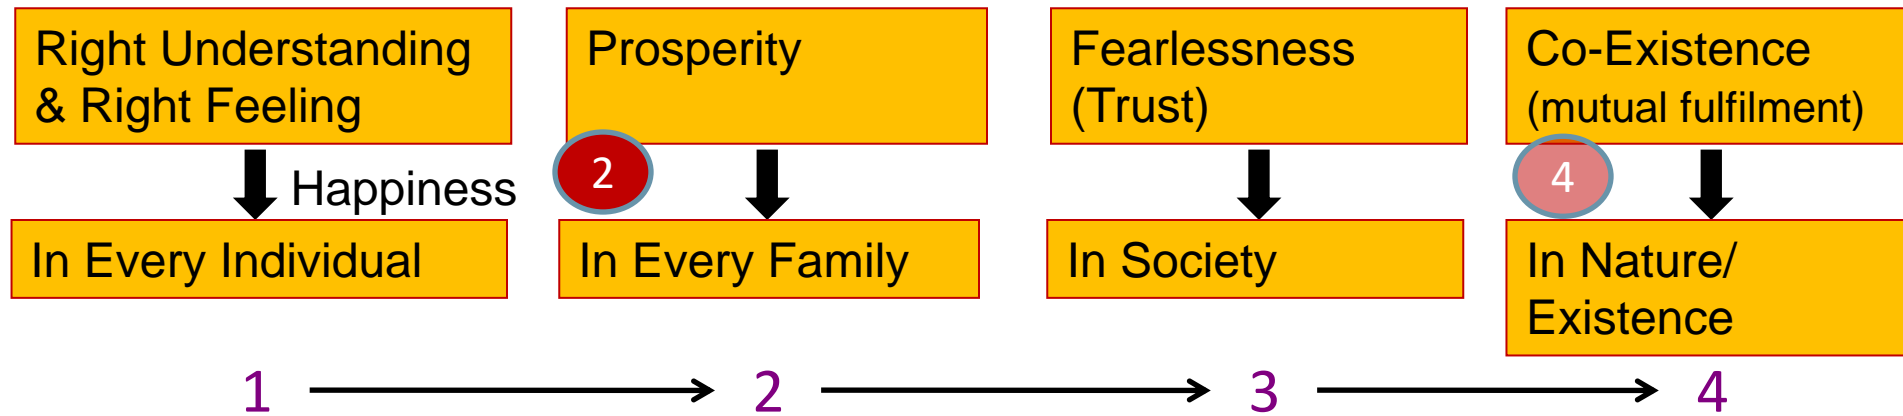 Right Understanding
& Right Feeling
Prosperity
Fearlessness
(Trust)
Co-Existence
(mutual fulfilment)
Happiness
2
4
In Every Individual
In Every Family
In Society
In Nature/
Existence
1
2
3
4